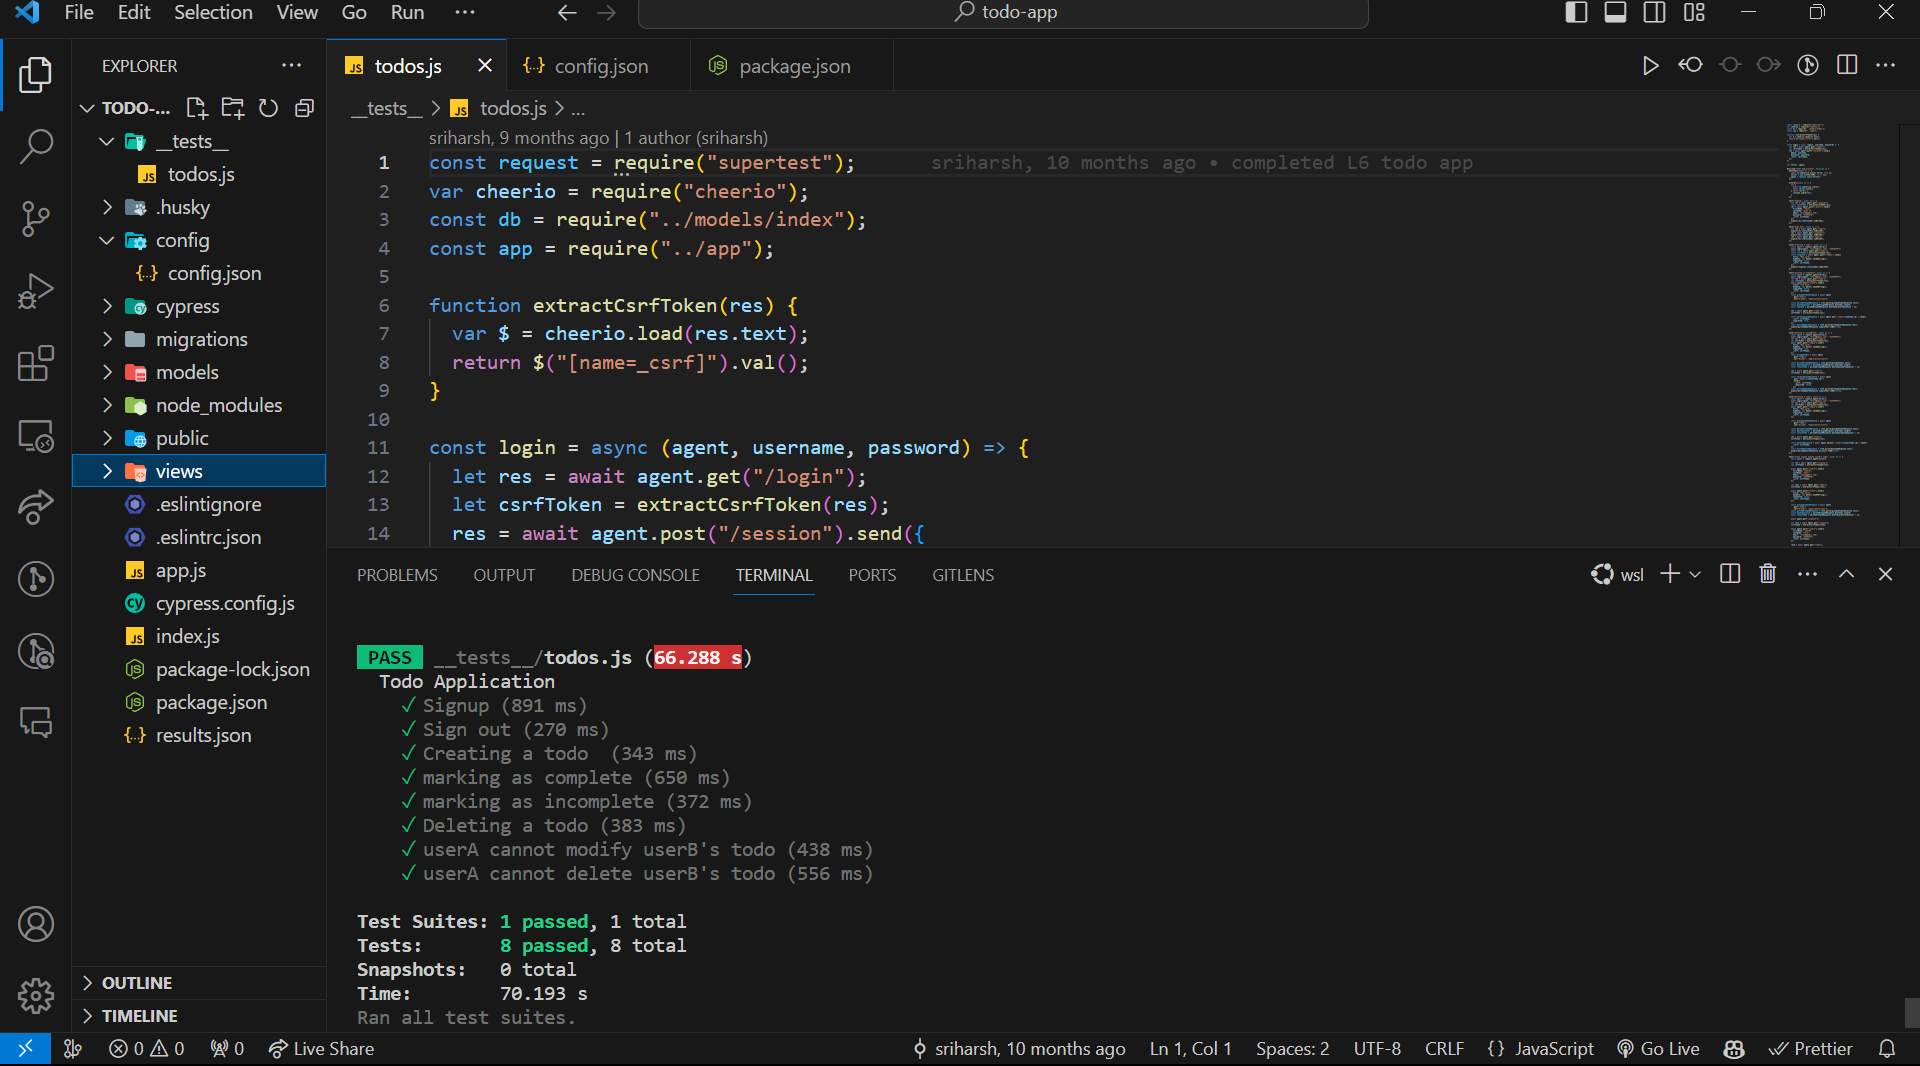 File Edit Selection View Go Run ··· todo-app
EXPLORER ···
TODO-...
__tests__
todos.js
.husky
config
config.json
cypress
migrations
models
node_modules
public
views
.eslintignore
.eslintrc.json
app.js
cypress.config.js
index.js
package-lock.json
package.json
results.json
OUTLINE
TIMELINE
todos.js config.json package.json
__tests__ > todos.js > ...
sriharsh, 9 months ago | 1 author (sriharsh)
1 const request = require("supertest"); sriharsh, 10 months ago • completed L6 todo app
2 var cheerio = require("cheerio");
3 const db = require("../models/index");
4 const app = require("../app");
5
6 function extractCsrfToken(res) {
7 var $ = cheerio.load(res.text);
8 return $("[name=_csrf]").val();
9 }
10
11 const login = async (agent, username, password) => {
12 let res = await agent.get("/login");
13 let csrfToken = extractCsrfToken(res);
14 res = await agent.post("/session").send({
PROBLEMS OUTPUT DEBUG CONSOLE TERMINAL PORTS GITLENS wsl
PASS __tests__/todos.js (66.288 s)
Todo Application
✓ Signup (891 ms)
✓ Sign out (270 ms)
✓ Creating a todo (343 ms)
✓ marking as complete (650 ms)
✓ marking as incomplete (372 ms)
✓ Deleting a todo (383 ms)
✓ userA cannot modify userB's todo (438 ms)
✓ userA cannot delete userB's todo (556 ms)
Test Suites: 1 passed, 1 total
Tests: 8 passed, 8 total
Snapshots: 0 total
Time: 70.193 s
Ran all test suites.
0 0 0 Live Share sriharsh, 10 months ago Ln 1, Col 1 Spaces: 2 UTF-8 CRLF {} JavaScript Go Live Prettier